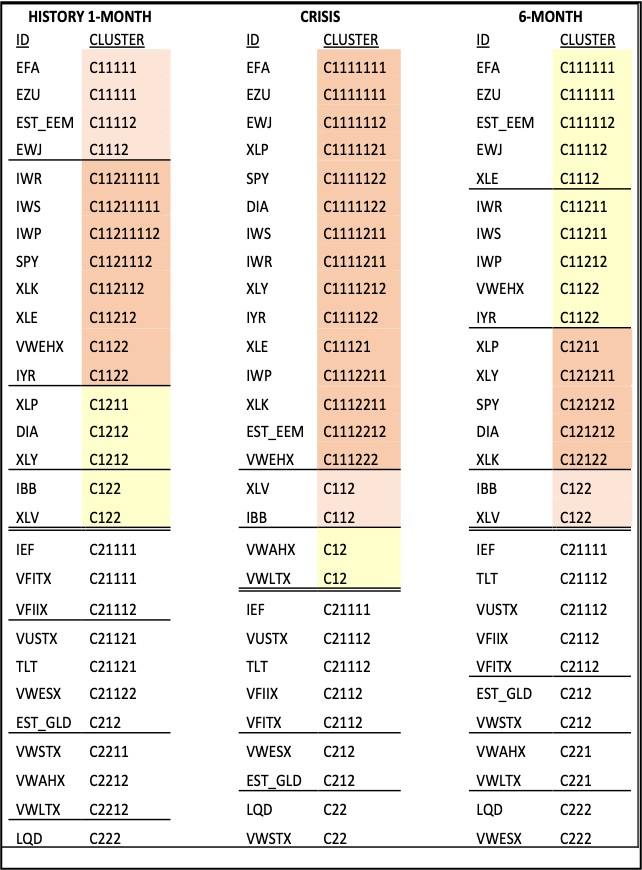 HISTORY 1-MONTH CRISIS 6-MONTH
ID CLUSTER ID CLUSTER ID CLUSTER
EFA C11111 EFA C1111111 EFA C111111
EZU C11111 EZU C1111111 EZU C111111
EST_EEM C11112 EWJ C1111112 EST_EEM C111112
EWJ C1112 XLP C1111121 EWJ C11112
IWR C11211111 SPY C1111122 XLE C1112
IWS C11211111 DIA C1111122 IWR C11211
IWP C11211112 IWS C1111211 IWS C11211
SPY C1121112 IWR C1111211 IWP C11212
XLK C112112 XLY C1111212 VWEHX C1122
XLE C11212 IYR C111122 IYR C1122
VWEHX C1122 XLE C11121 XLP C1211
IYR C1122 IWP C1112211 XLY C121211
XLP C1211 XLK C1112211 SPY C121212
DIA C1212 EST_EEM C1112212 DIA C121212
XLY C1212 VWEHX C111222 XLK C12122
IBB C122 XLV C112 IBB C122
XLV C122 IBB C112 XLV C122
IEF C21111 VWAHX C12 IEF C21111
VFITX C21111 VWLTX C12 TLT C21112
VFIIX C21112 IEF C21111 VUSTX C21112
VUSTX C21121 VUSTX C21112 VFIIX C2112
TLT C21121 TLT C21112 VFITX C2112
VWESX C21122 VFIIX C2112 EST_GLD C212
EST_GLD C212 VFITX C2112 VWSTX C212
VWSTX C2211 VWESX C212 VWAHX C221
VWAHX C2212 EST_GLD C212 VWLTX C221
VWLTX C2212 LQD C22 LQD C222
LQD C222 VWSTX C22 VWESX C222